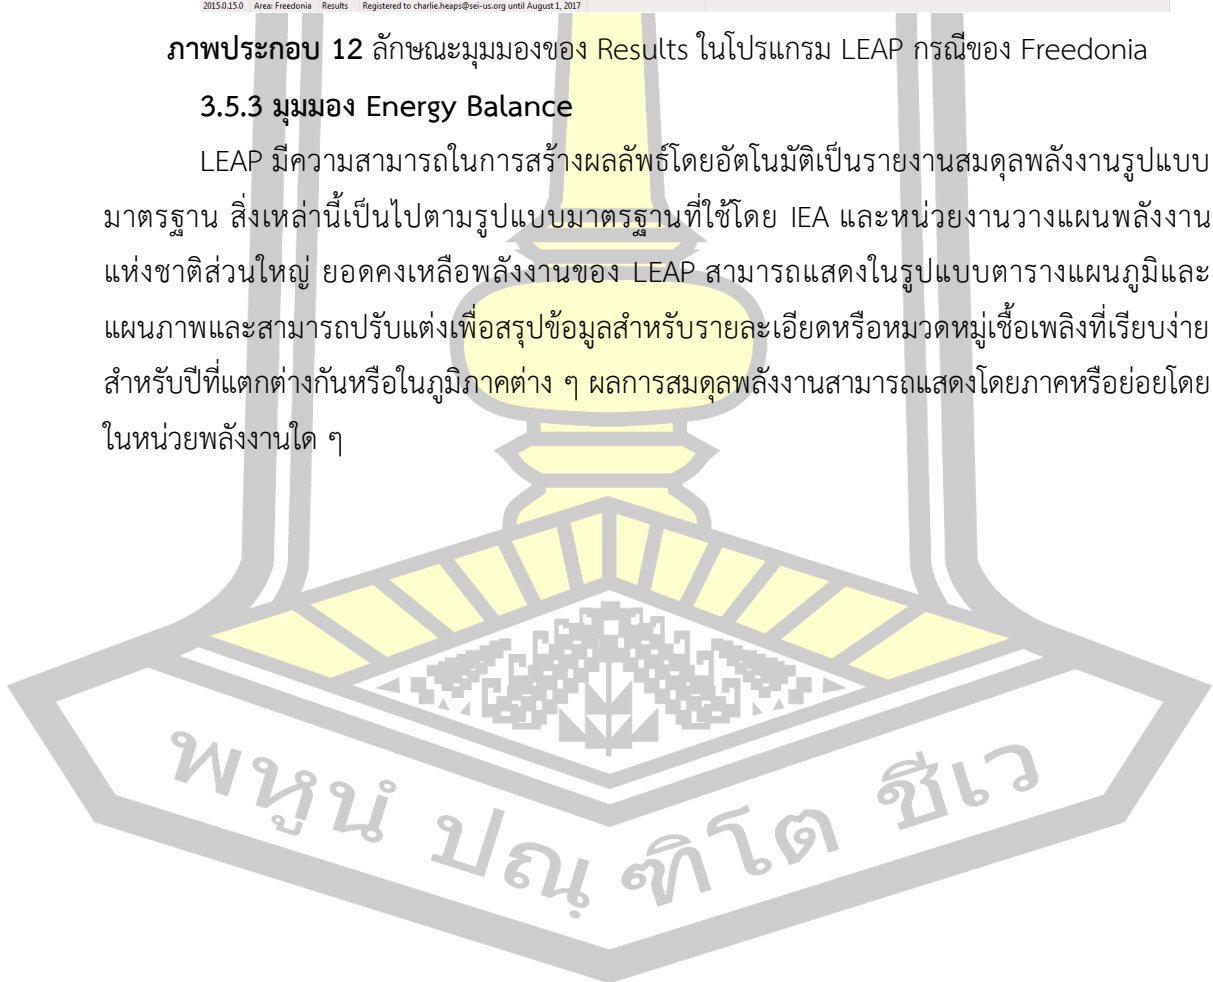 2015.0.15.0 Area: Freedonia Results Registered to charlie.heaps@sei-us.org until August 1, 2017
ภาพประกอบ 12 ลักษณะมุมมองของ Results ในโปรแกรม LEAP กรณีของ Freedonia
3.5.3 มุมมอง Energy Balance
LEAP มีความสามารถในการสร้างผลลัพธ์โดยอัตโนมัติเป็นรายงานสมดุลพลังงานรูปแบบ
มาตรฐาน สิ่งเหล่านี้เป็นไปตามรูปแบบมาตรฐานที่ใช้โดย IEA และหน่วยงานวางแผนพลังงาน
แห่งชาติส่วนใหญ่ ยอดคงเหลือพลังงานของ LEAP สามารถแสดงในรูปแบบตารางแผนภูมิและ
แผนภาพและสามารถปรับแต่งเพื่อสรุปข้อมูลสำหรับรายละเอียดหรือหมวดหมู่เชื้อเพลิงที่เรียบง่าย
สำหรับปีที่แตกต่างกันหรือในภูมิภาคต่าง ๆ ผลการสมดุลพลังงานสามารถแสดงโดยภาคหรือย่อยโดย
ในหน่วยพลังงานใด ๆ
พหูนํ ปณฺฑิโต ชีเว